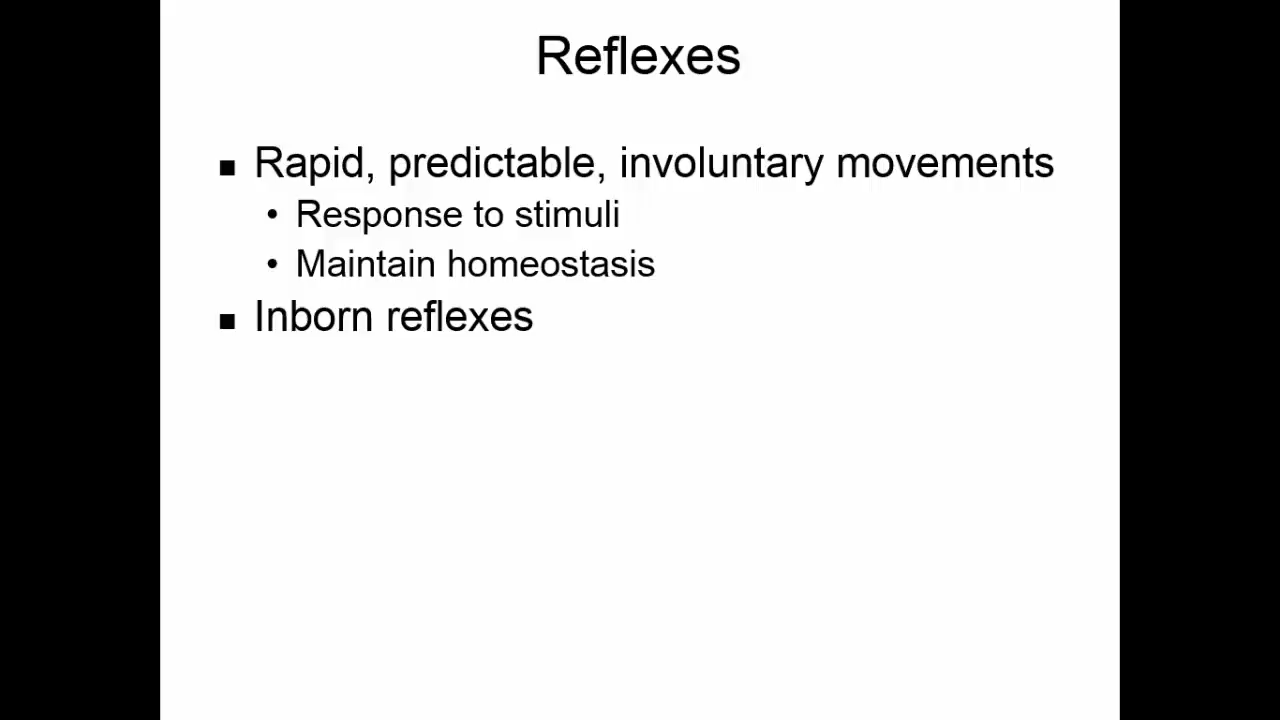 Reflexes
■ Rapid, predictable, involuntary movements
• Response to stimuli
• Maintain homeostasis
■ Inborn reflexes